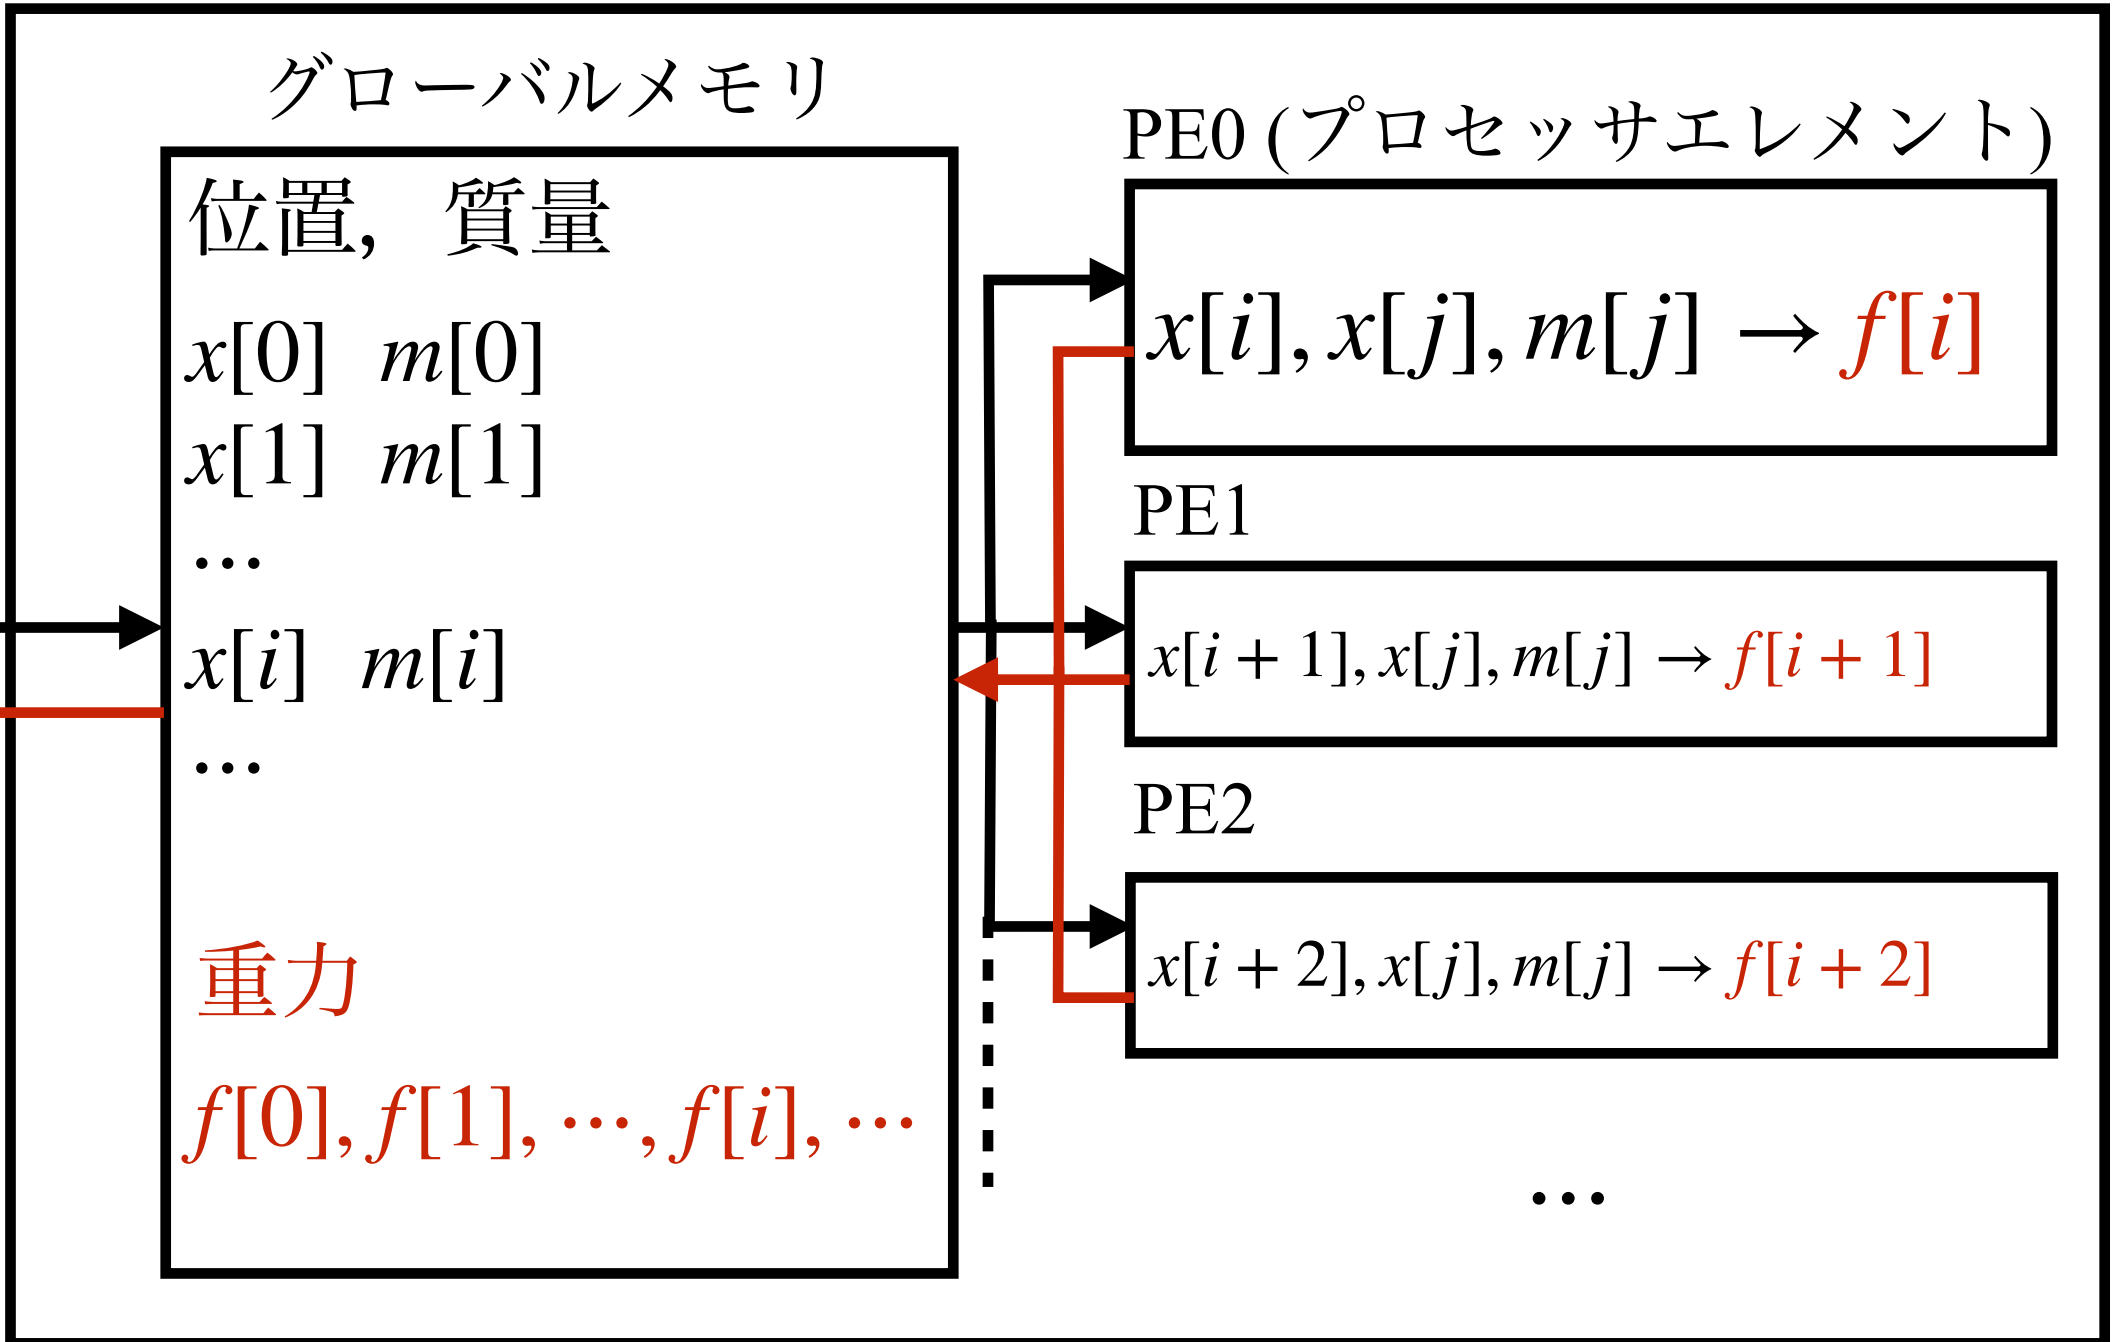 グローバルメモリ
位置, 質量
x[0] m[0]
x[1] m[1]
...
x[i] m[i]
...
重力
f[0], f[1], ⋯, f[i], ⋯
PE0 (プロセッサエレメント)
x[i], x[j], m[j] → f[i]
PE1
x[i + 1], x[j], m[j] → f[i + 1]
PE2
x[i + 2], x[j], m[j] → f[i + 2]
...